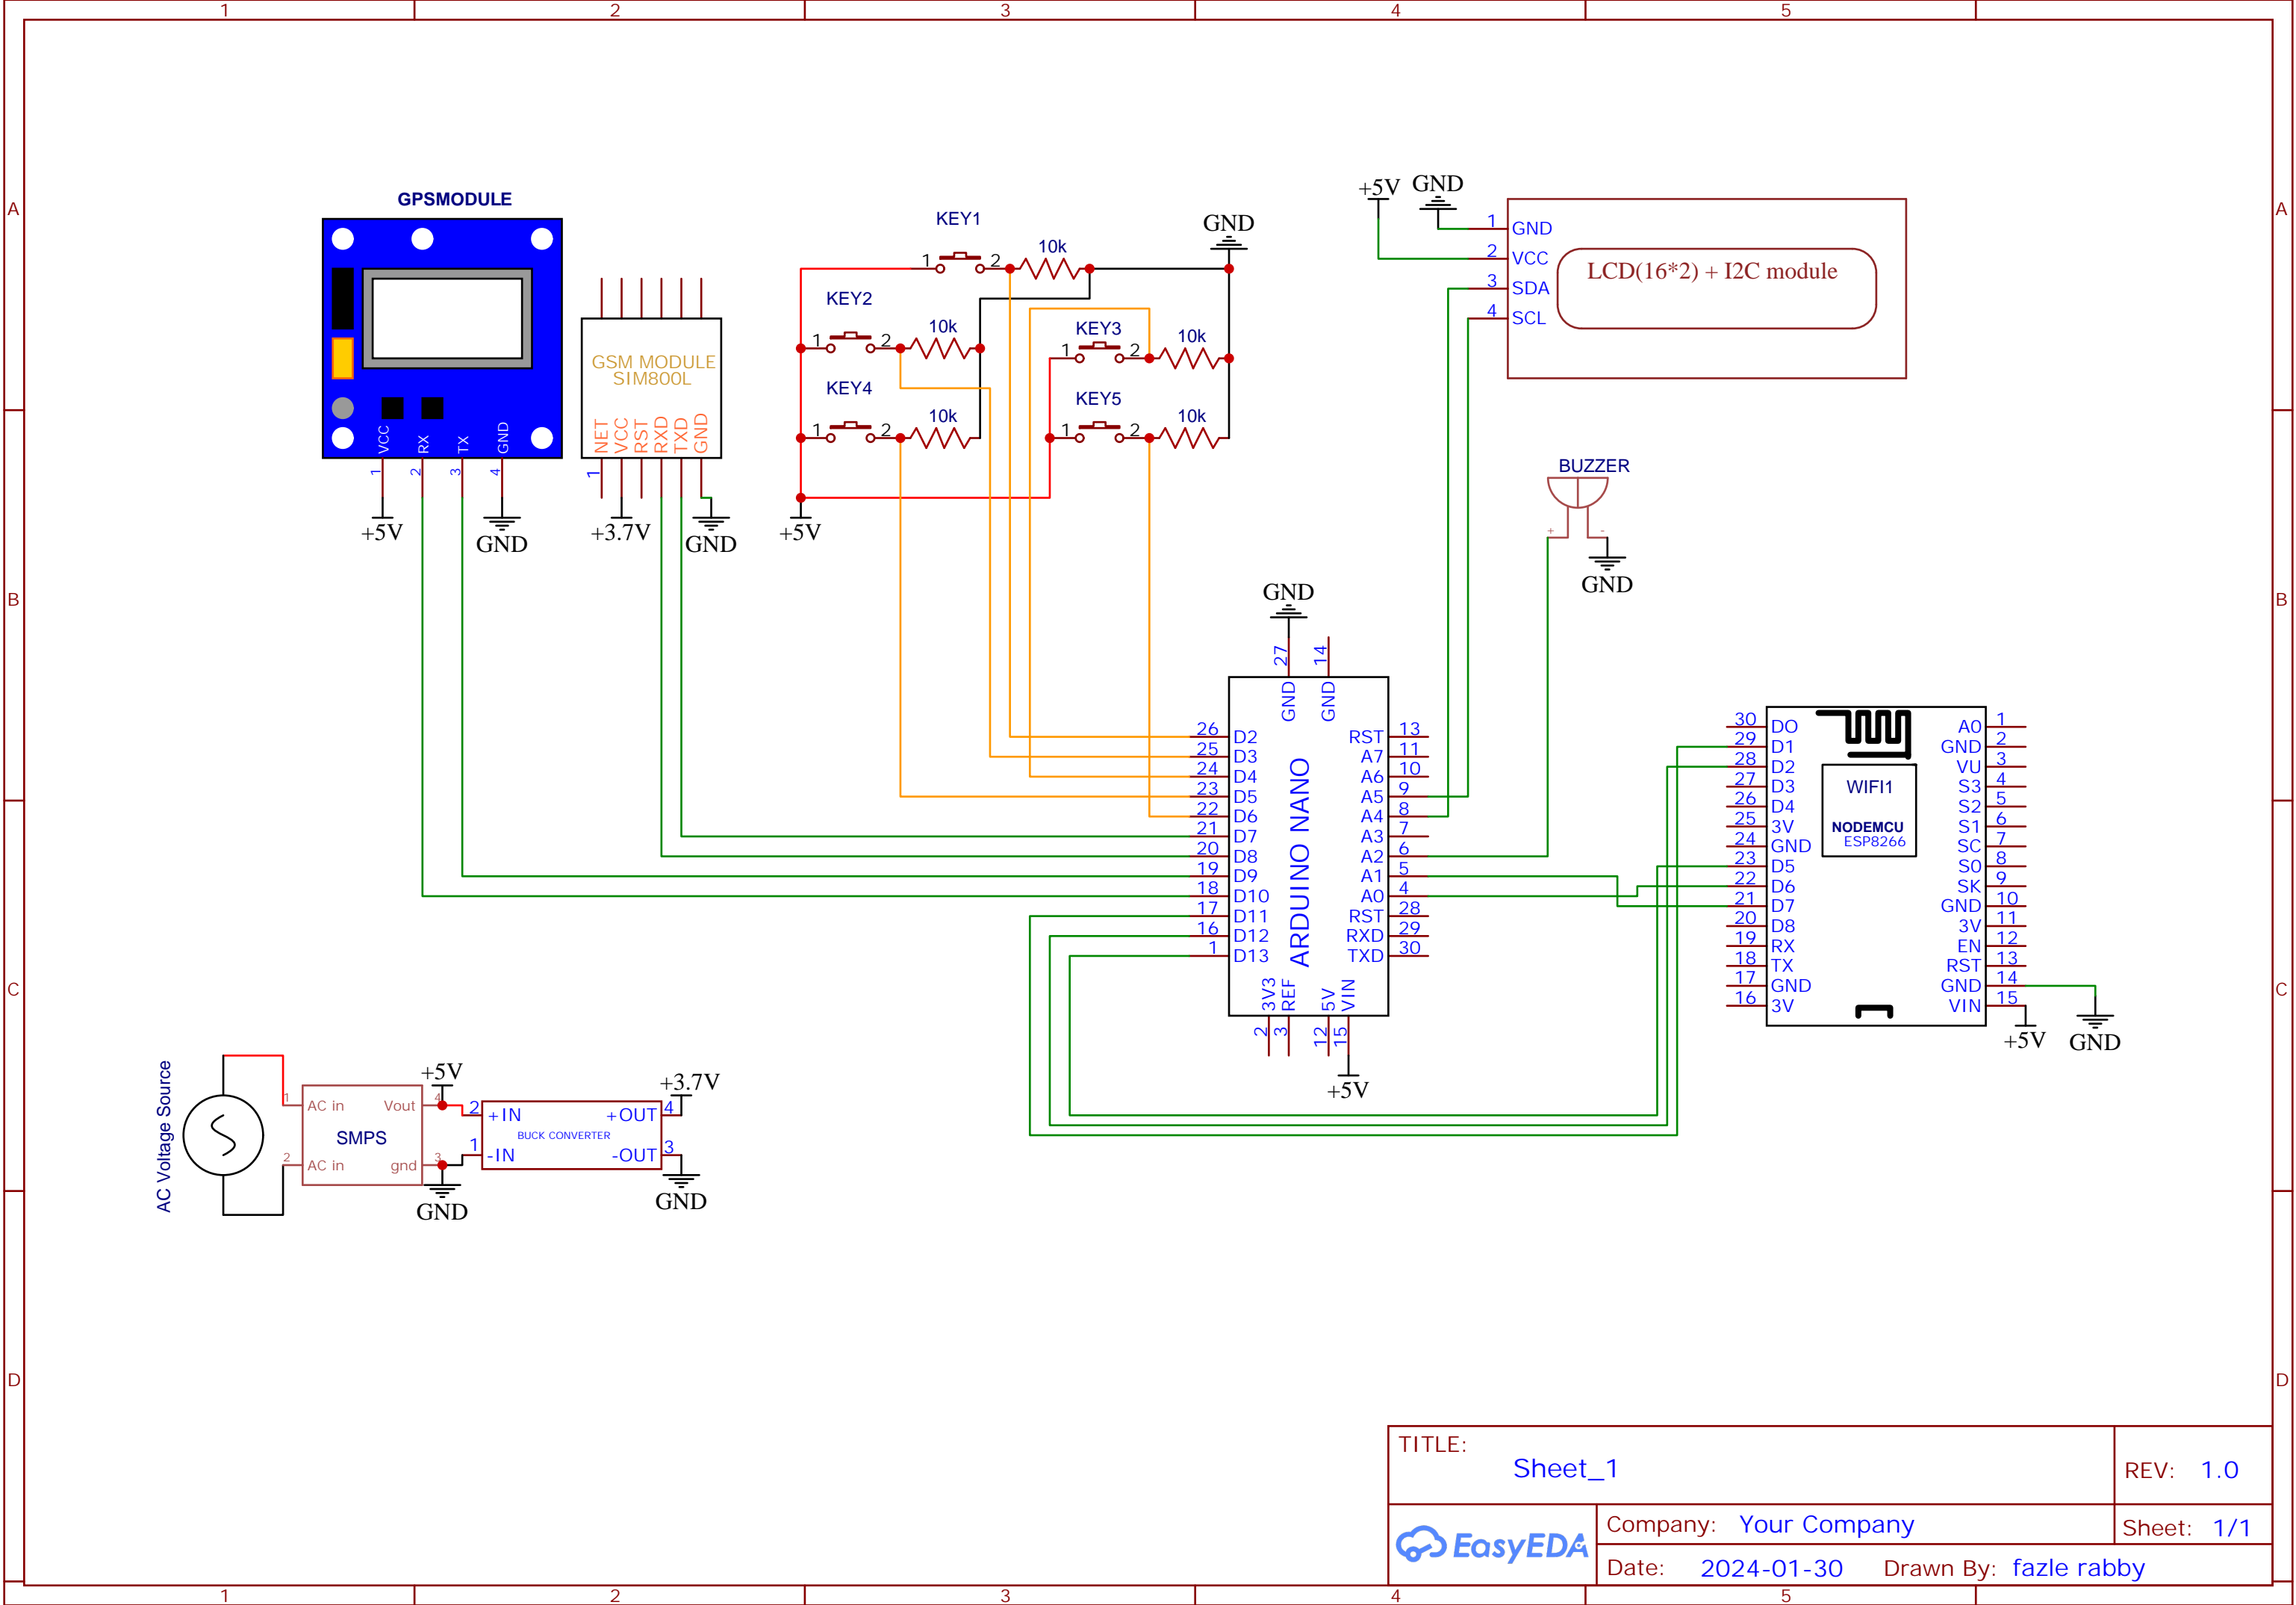 1 2 3 4 5
A
B
C
D
A
B
C
D
GPSMODULE
VCC RX TX GND
1 2 3 4
+5V GND
GSM MODULE
SIM800L
NET VCC RST RXD TXD GND
1
+3.7V GND
KEY1
1 2 10k
GND
KEY2
1 2 10k
KEY3
1 2 10k
KEY4
1 2 10k
KEY5
1 2 10k
+5V
+5V GND
1 GND
2 VCC
3 SDA
4 SCL
LCD(16*2) + I2C module
BUZZER
+ -
GND
GND
27 14
GND GND
ARDUINO NANO
26 D2 RST 13
25 D3 A7 11
24 D4 A6 10
23 D5 A5 9
22 D6 A4 8
21 D7 A3 7
20 D8 A2 6
19 D9 A1 5
18 D10 A0 4
17 D11 RST 28
16 D12 RXD 29
1 D13 TXD 30
3V3 REF 5V VIN
2 3 12 15
+5V
WIFI1
NODEMCU
ESP8266
30 DO A0 1
29 D1 GND 2
28 D2 VU 3
27 D3 S3 4
26 D4 S2 5
25 3V S1 6
24 GND SC 7
23 D5 S0 8
22 D6 SK 9
21 D7 GND 10
20 D8 3V 11
19 RX EN 12
18 TX RST 13
17 GND GND 14
16 3V VIN 15
+5V GND
AC Voltage Source
1 AC in Vout 4
SMPS
2 AC in gnd 3
+5V
GND
2 +IN +OUT 4
BUCK CONVERTER
1 -IN -OUT 3
+3.7V
GND
TITLE:
Sheet_1
REV: 1.0
EasyEDA
Company: Your Company
Sheet: 1/1
Date: 2024-01-30 Drawn By: fazle rabby
1 2 3 4 5